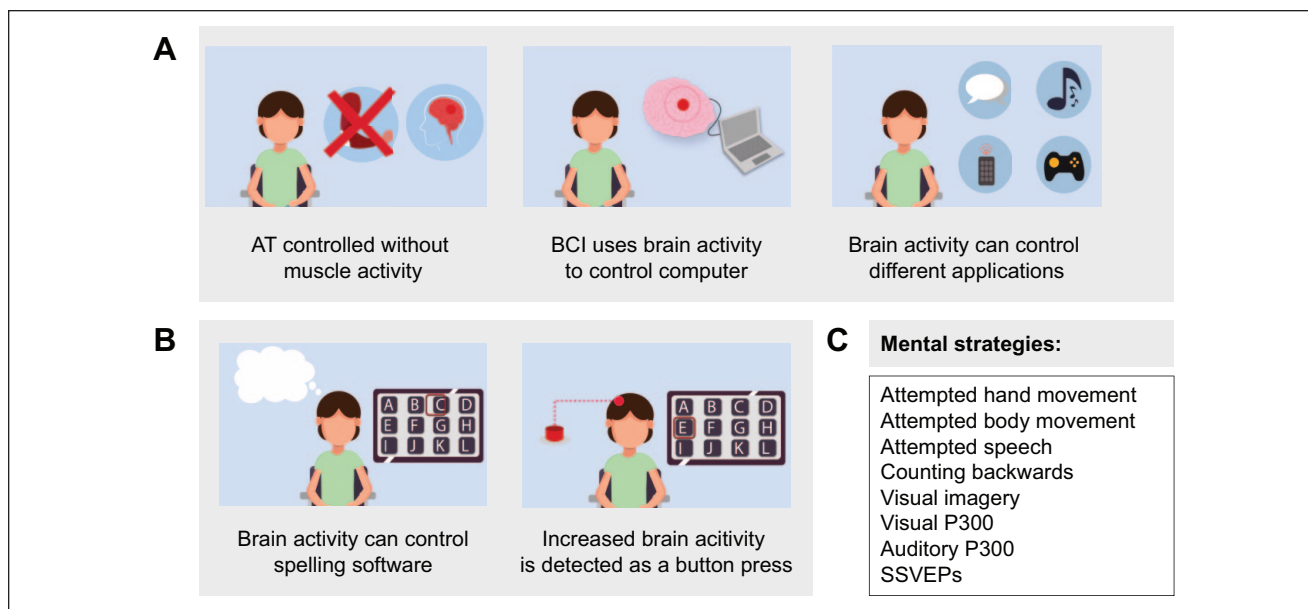 A
AT controlled without
muscle activity
BCI uses brain activity
to control computer
Brain activity can control
different applications
B
A B C D
E F G H
I J K L
Brain activity can control
spelling software
A B C D
E F G H
I J K L
Increased brain acitivity
is detected as a button press
C
Mental strategies:
Attempted hand movement
Attempted body movement
Attempted speech
Counting backwards
Visual imagery
Visual P300
Auditory P300
SSVEPs